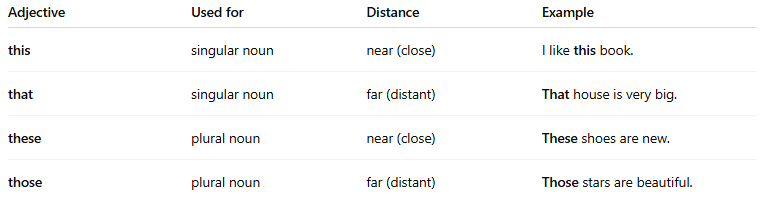 Adjective Used for Distance Example
this singular noun near (close) I like this book.
that singular noun far (distant) That house is very big.
these plural noun near (close) These shoes are new.
those plural noun far (distant) Those stars are beautiful.